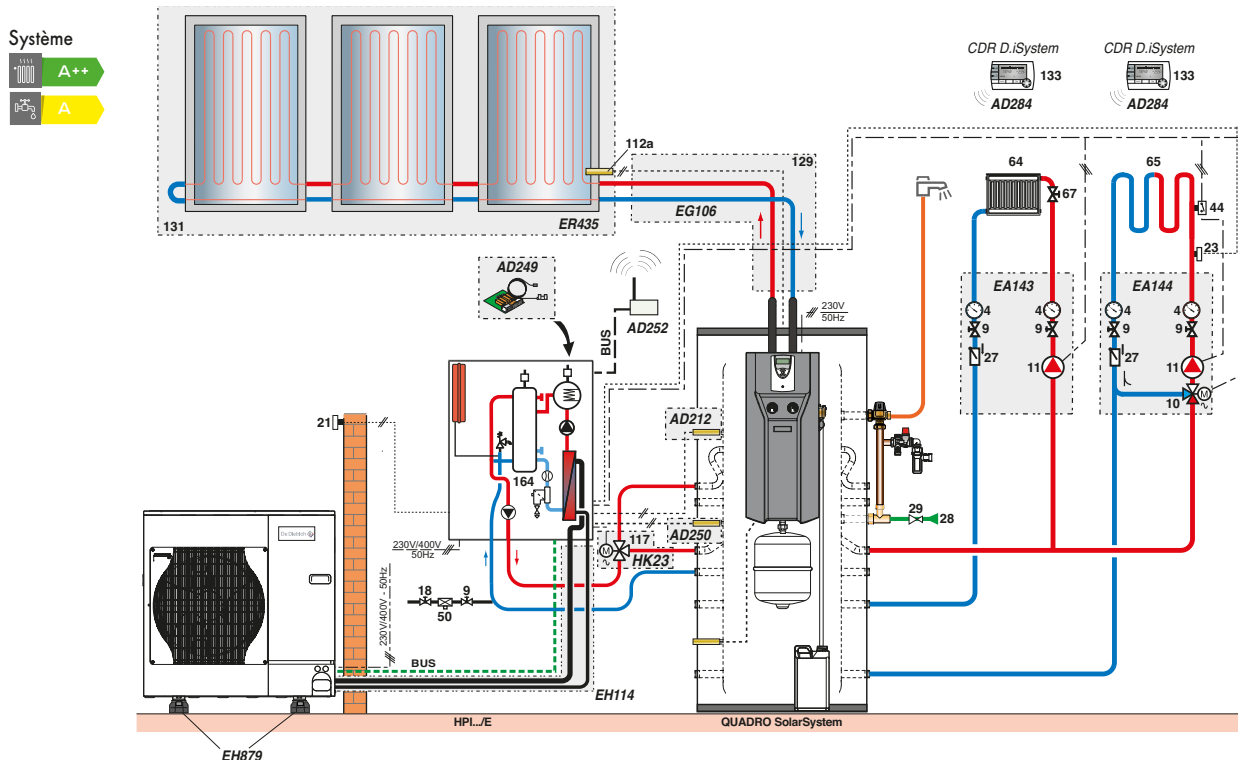 Système
A++
A
CDR D.iSystem
133
AD284
CDR D.iSystem
133
AD284
112a
129
131
ER435
EG106
64
67
65
44
23
AD249
AD252
BUS
230V
50Hz
EA143
4
4
9
9
27
11
EA144
4
4
9
9
27
11
10
M
21
164
AD212
AD250
230V/400V
50Hz
117
M
HK23
29
28
18
9
50
230V/400V - 50Hz
De Dietrich
BUS
EH114
HPI.../E
QUADRO SolarSystem
EH879